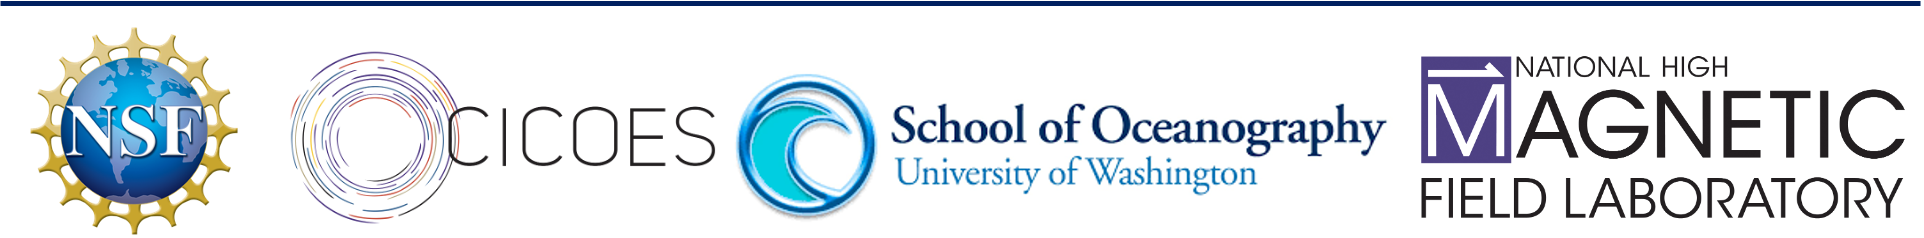 NSF
CICOES
School of Oceanography
University of Washington
NATIONAL HIGH
MAGNETIC
FIELD LABORATORY